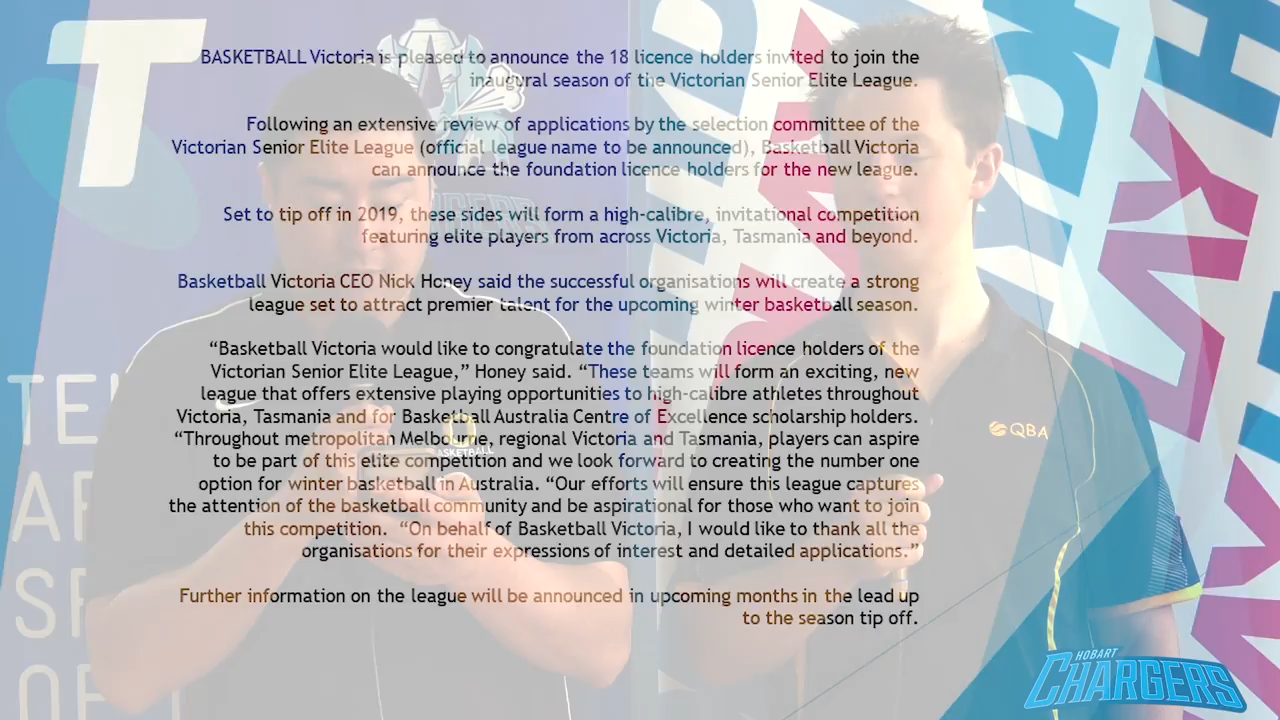 BASKETBALL Victoria is pleased to announce the 18 licence holders invited to join the
inaugural season of the Victorian Senior Elite League.
Following an extensive review of applications by the selection committee of the
Victorian Senior Elite League (official league name to be announced), Basketball Victoria
can announce the foundation licence holders for the new league.
Set to tip off in 2019, these sides will form a high-calibre, invitational competition
featuring elite players from across Victoria, Tasmania and beyond.
Basketball Victoria CEO Nick Honey said the successful organisations will create a strong
league set to attract premier talent for the upcoming winter basketball season.
“Basketball Victoria would like to congratulate the foundation licence holders of the
Victorian Senior Elite League,” Honey said. “These teams will form an exciting, new
league that offers extensive playing opportunities to high-calibre athletes throughout
Victoria, Tasmania and for Basketball Australia Centre of Excellence scholarship holders.
“Throughout metropolitan Melbourne, regional Victoria and Tasmania, players can aspire
to be part of this elite competition and we look forward to creating the number one
option for winter basketball in Australia. “Our efforts will ensure this league captures
the attention of the basketball community and be aspirational for those who want to join
this competition. “On behalf of Basketball Victoria, I would like to thank all the
organisations for their expressions of interest and detailed applications.”
Further information on the league will be announced in upcoming months in the lead up
to the season tip off.
QBA
HOBART
CHARGERS